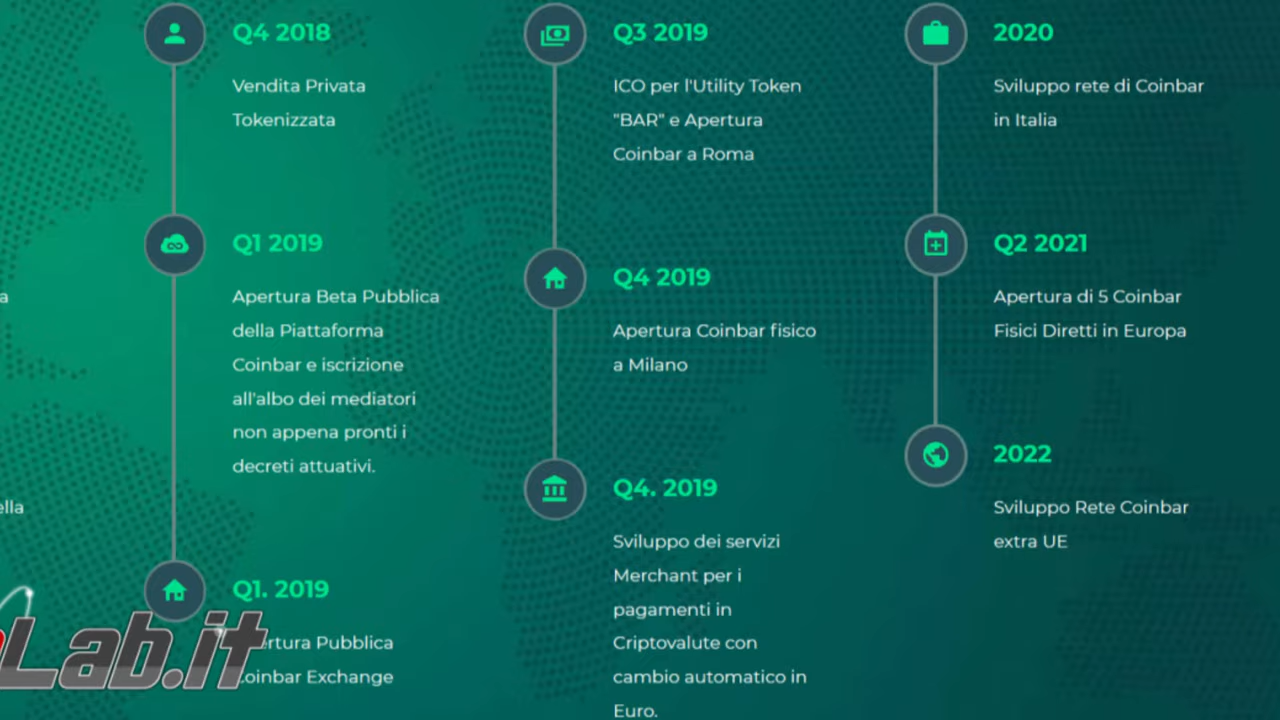 a
ella
Q4 2018
Vendita Privata
Tokenizzata
Q1 2019
Apertura Beta Pubblica
della Piattaforma
Coinbar e iscrizione
all'albo dei mediatori
non appena pronti i
decreti attuativi.
Q1. 2019
ertura Pubblica
oinbar Exchange
Lab.it
Q3 2019
ICO per l'Utility Token
"BAR" e Apertura
Coinbar a Roma
Q4 2019
Apertura Coinbar fisico
a Milano
Q4. 2019
Sviluppo dei servizi
Merchant per i
pagamenti in
Criptovalute con
cambio automatico in
Euro.
2020
Sviluppo rete di Coinbar
in Italia
Q2 2021
Apertura di 5 Coinbar
Fisici Diretti in Europa
2022
Sviluppo Rete Coinbar
extra UE